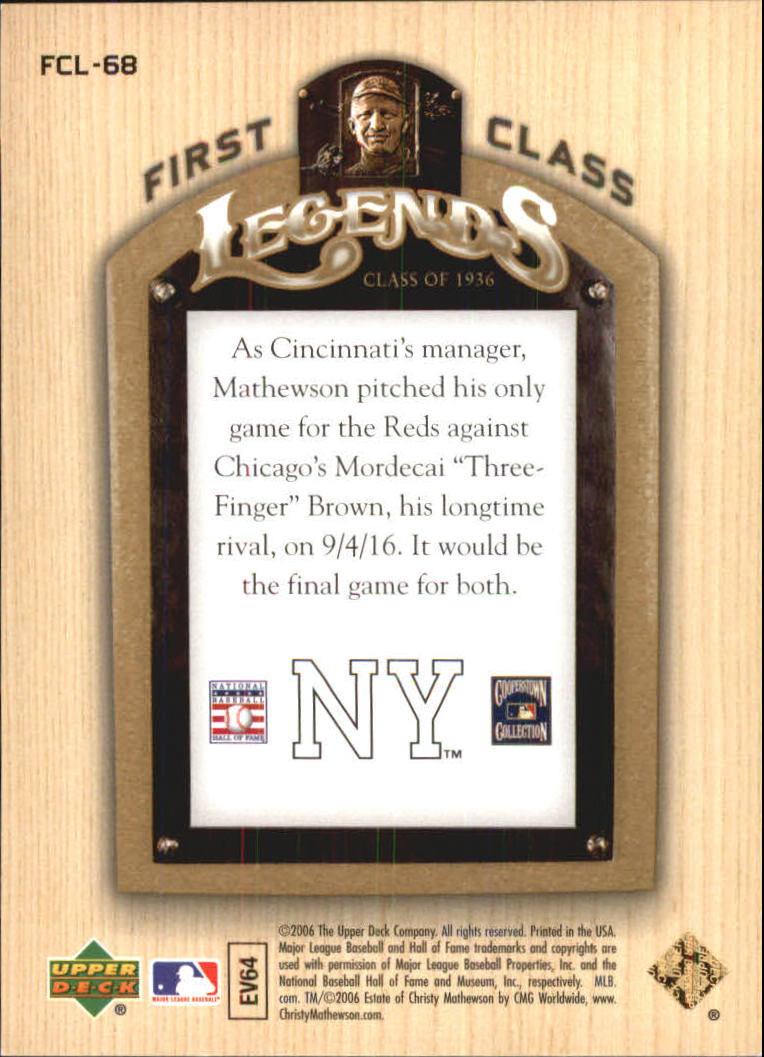 FCL-68
FIRST CLASS
LEGENDS
CLASS OF 1936
As Cincinnati's manager,
Mathewson pitched his only
game for the Reds against
Chicago's Mordecai "Three-
Finger" Brown, his longtime
rival, on 9/4/16. It would be
the final game for both.
NATIONAL
BASEBALL
HALL OF FAME
NY™
COOPERSTOWN
COLLECTION
UPPER
D·E·C·K
®
MAJOR LEAGUE BASEBALL
EV64
©2006 The Upper Deck Company. All rights reserved. Printed in the USA.
Major League Baseball and Hall of Fame trademarks and copyrights are
used with permission of Major League Baseball Properties, Inc. and the
National Baseball Hall of Fame and Museum, Inc., respectively. MLB.
com. TM/©2006 Estate of Christy Mathewson by CMG Worldwide, www.
ChristyMathewson.com.
®